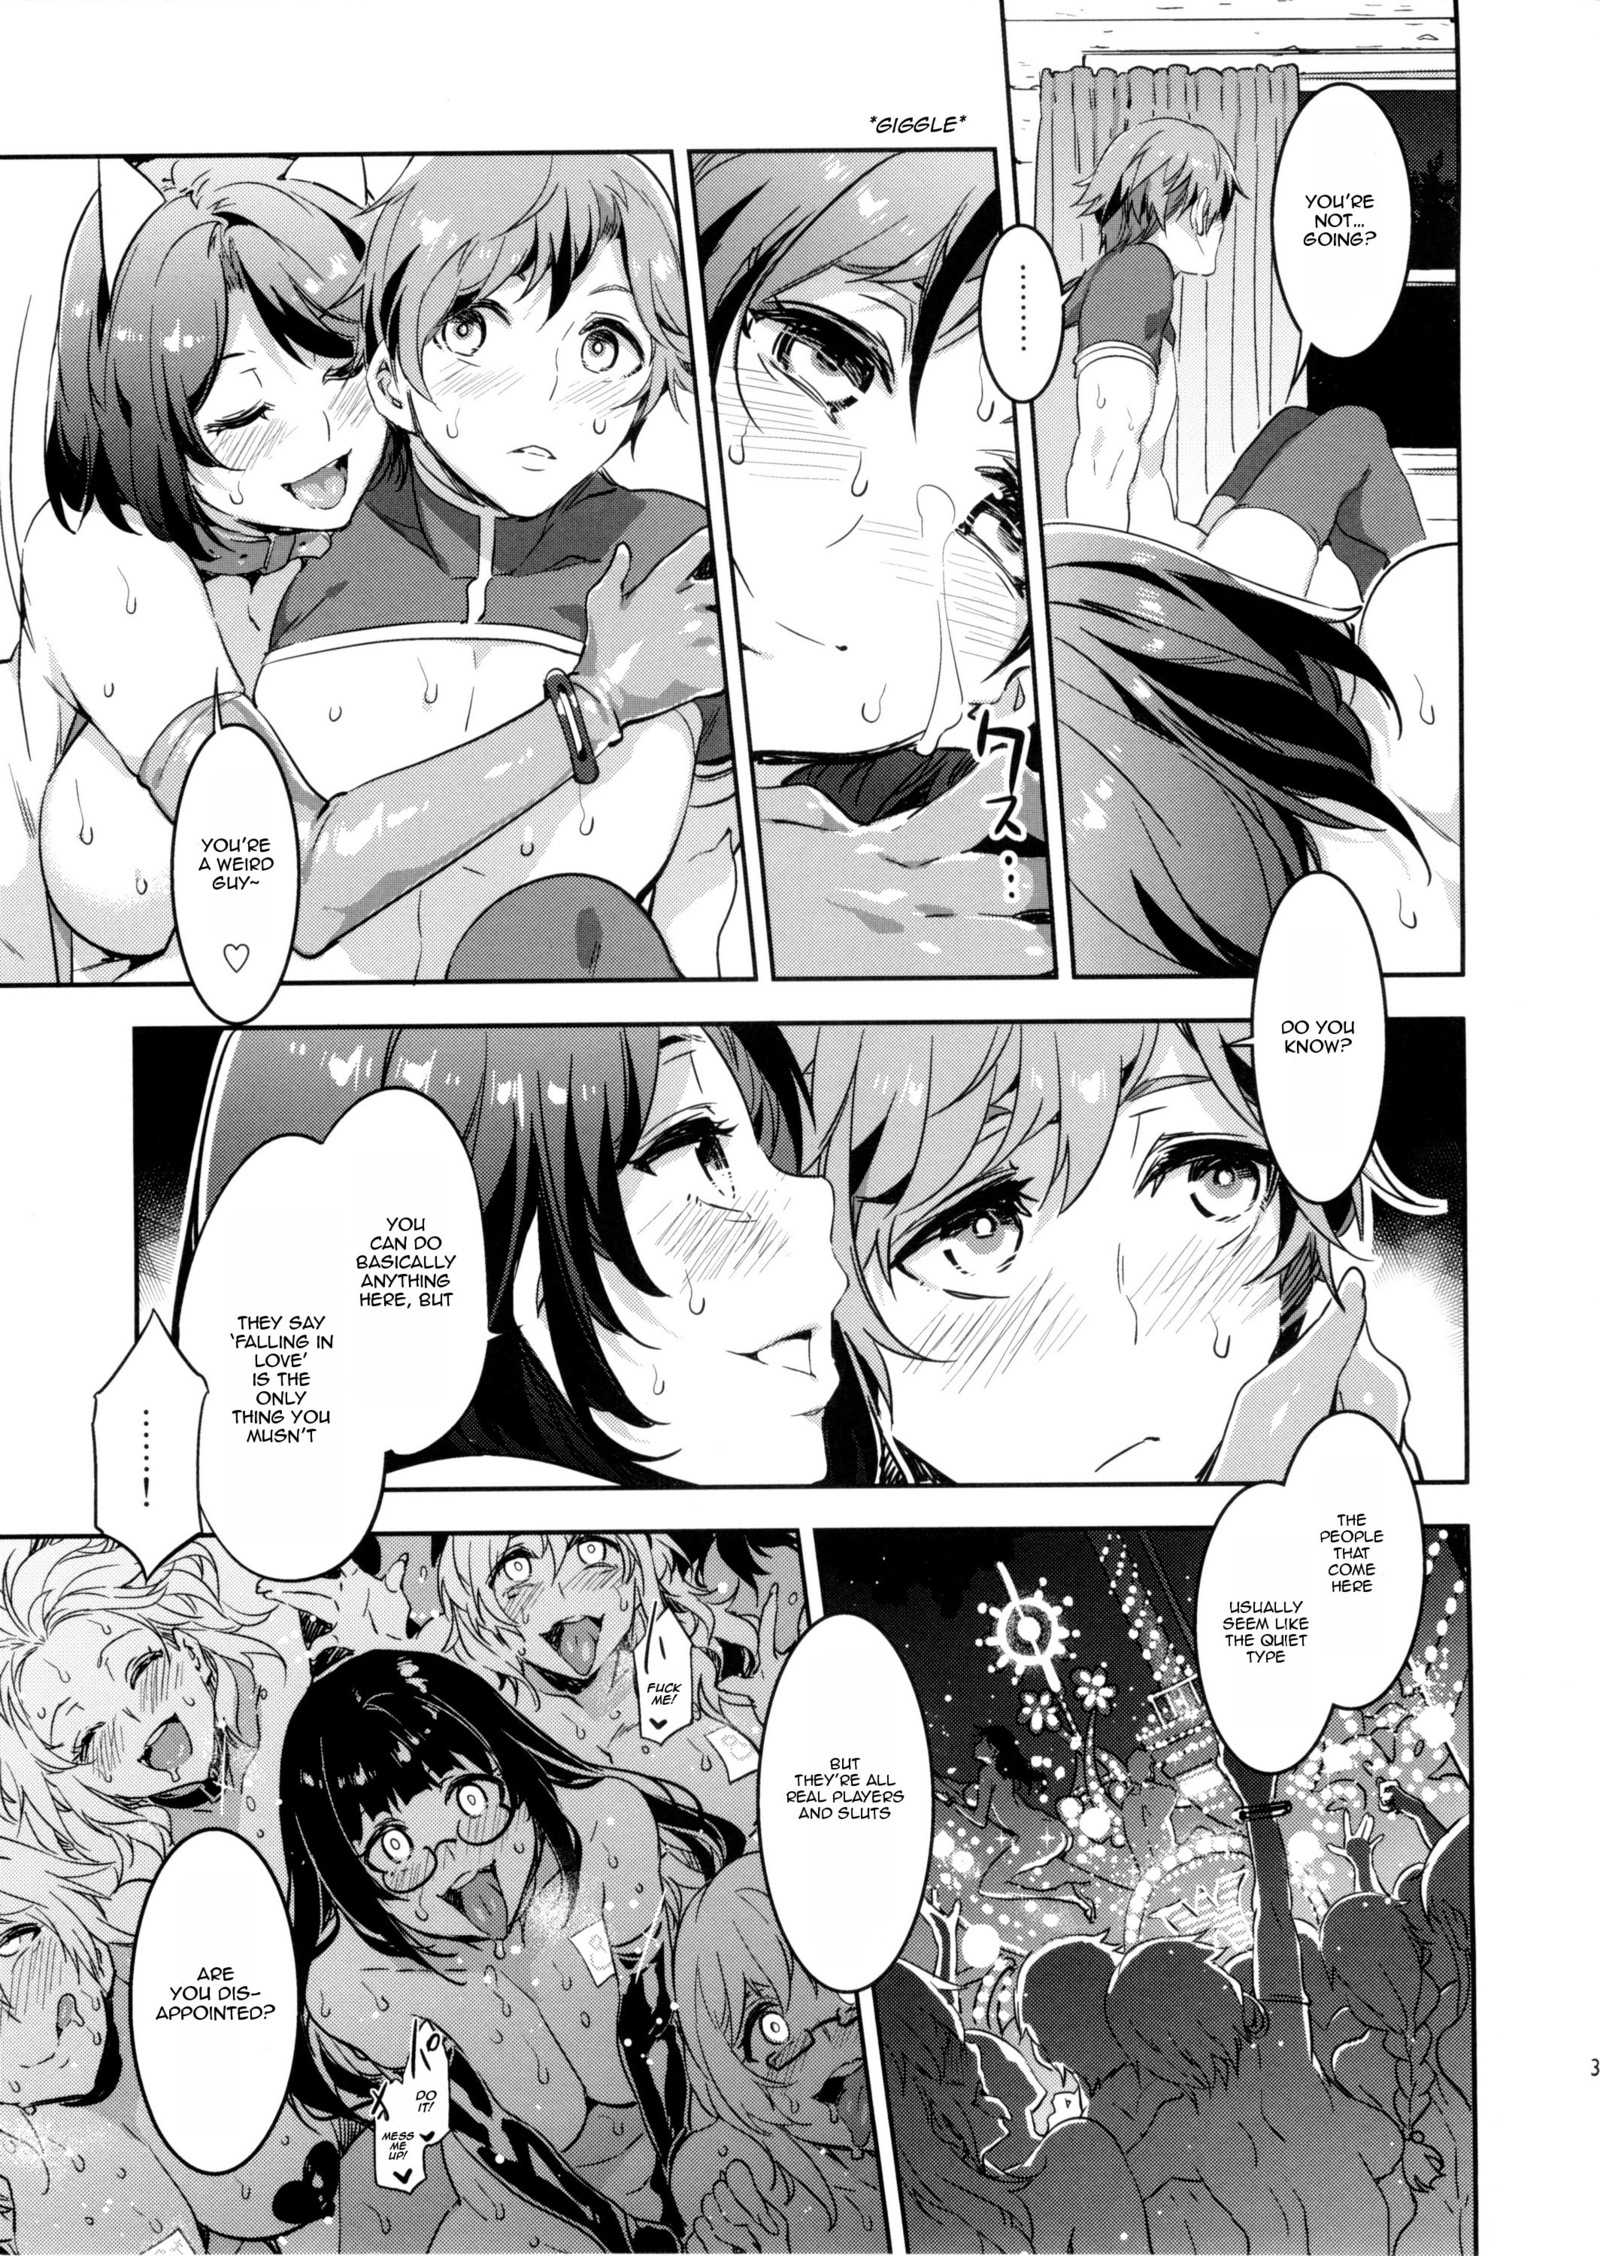 YOU'RE
NOT...
GOING?
.........
*GIGGLE*
クス...
YOU'RE
A WEIRD
GUY~
♡
DO YOU
KNOW?
YOU
CAN DO
BASICALLY
ANYTHING
HERE, BUT
THEY SAY
'FALLING IN
LOVE'
IS THE
ONLY
THING YOU
MUSN'T
.......!
THE
PEOPLE
THAT
COME
HERE
USUALLY
SEEM LIKE
THE QUIET
TYPE
BUT
THEY'RE ALL
REAL PLAYERS
AND SLUTS
FUCK
ME!
DO
IT!
MESS
ME
UP!
ARE
YOU DIS-
APPOINTED?
3